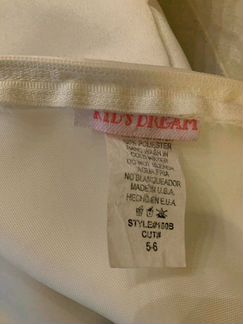 KID'S DREAM
100% POLYESTER
HAND WASH IN
COLD WATER
DO NOT BLEACH
AGUA FRIA
NO BLANQUEADOR
MADE IN U.S.A.
HECHO EN E.U.A.
CUT#
5-6